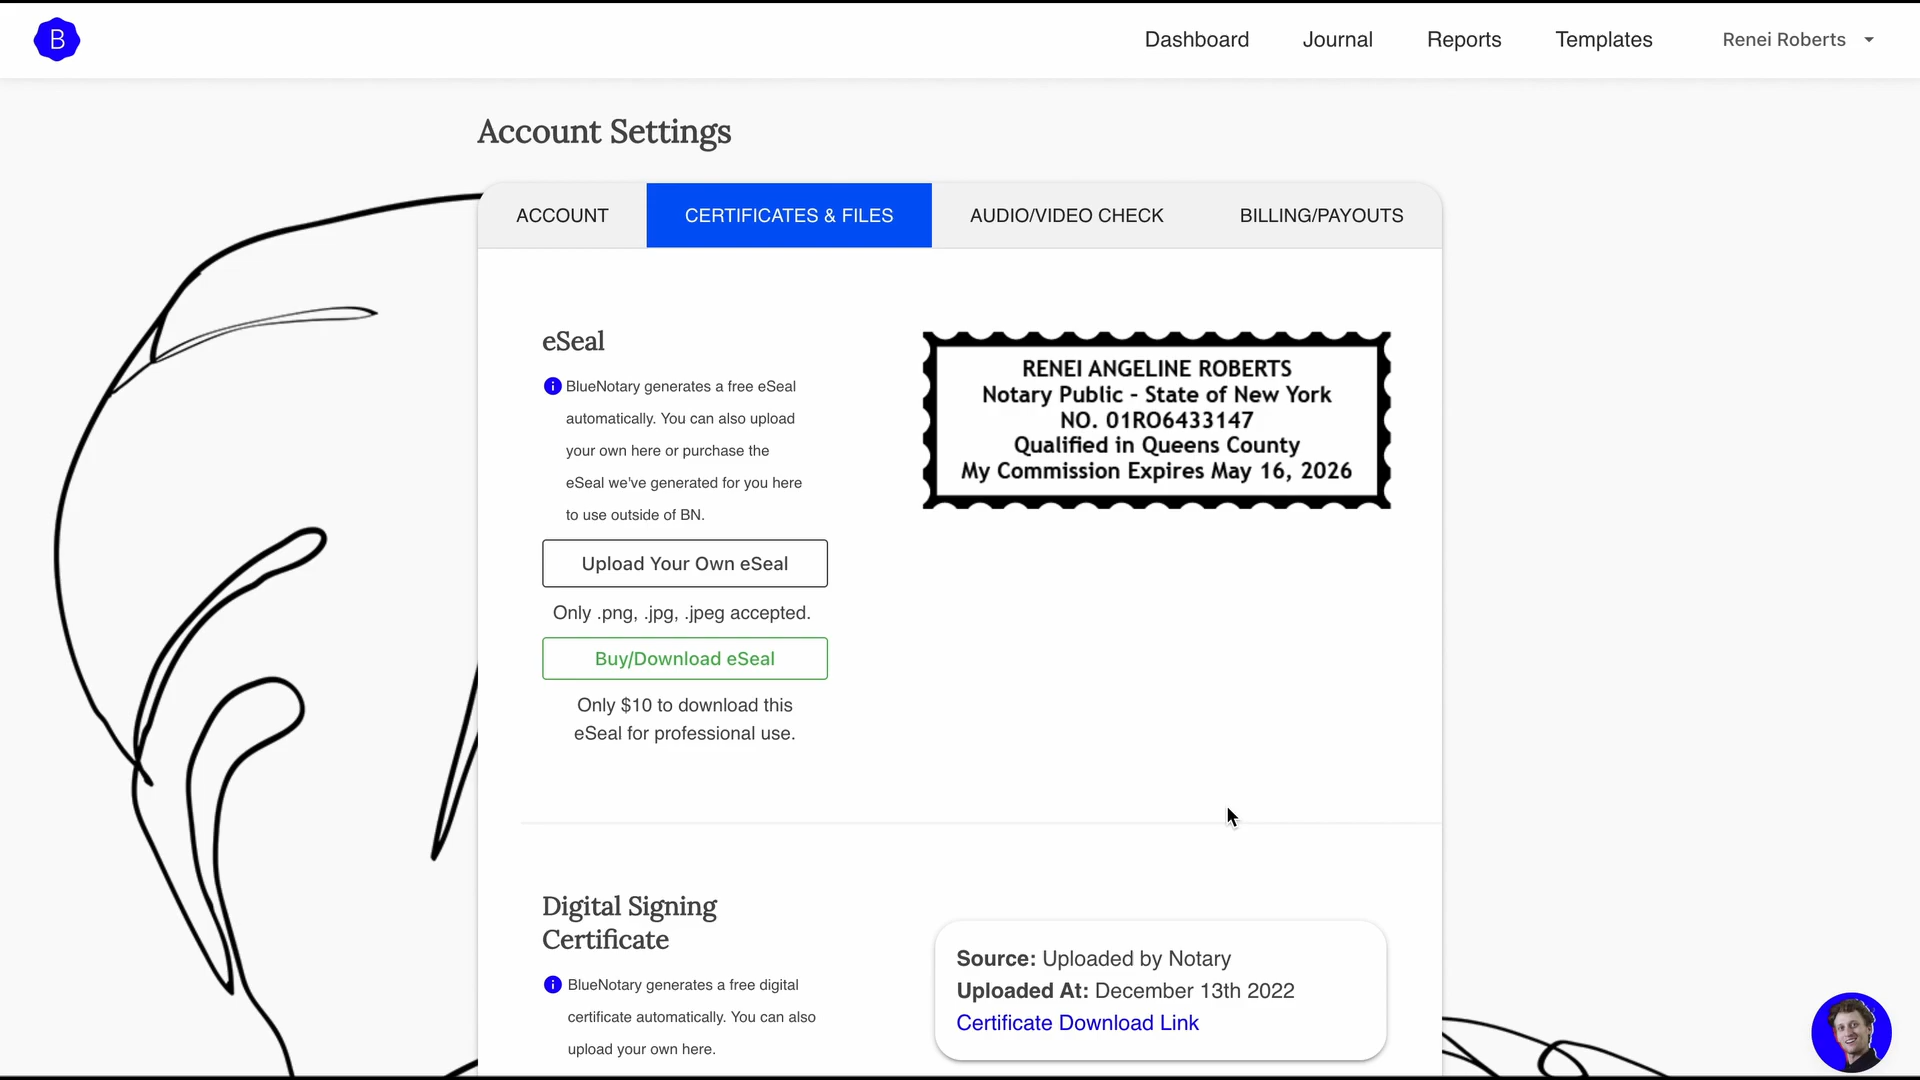 B
Dashboard
Journal
Reports
Templates
Renei Roberts
Account Settings
ACCOUNT
CERTIFICATES & FILES
AUDIO/VIDEO CHECK
BILLING/PAYOUTS
eSeal
BlueNotary generates a free eSeal
automatically. You can also upload
your own here or purchase the
eSeal we've generated for you here
to use outside of BN.
Upload Your Own eSeal
Only .png, .jpg, .jpeg accepted.
Buy/Download eSeal
Only $10 to download this
eSeal for professional use.
RENEI ANGELINE ROBERTS
Notary Public - State of New York
NO. 01RO6433147
Qualified in Queens County
My Commission Expires May 16, 2026
Digital Signing
Certificate
BlueNotary generates a free digital
certificate automatically. You can also
upload your own here.
Source: Uploaded by Notary
Uploaded At: December 13th 2022
Certificate Download Link